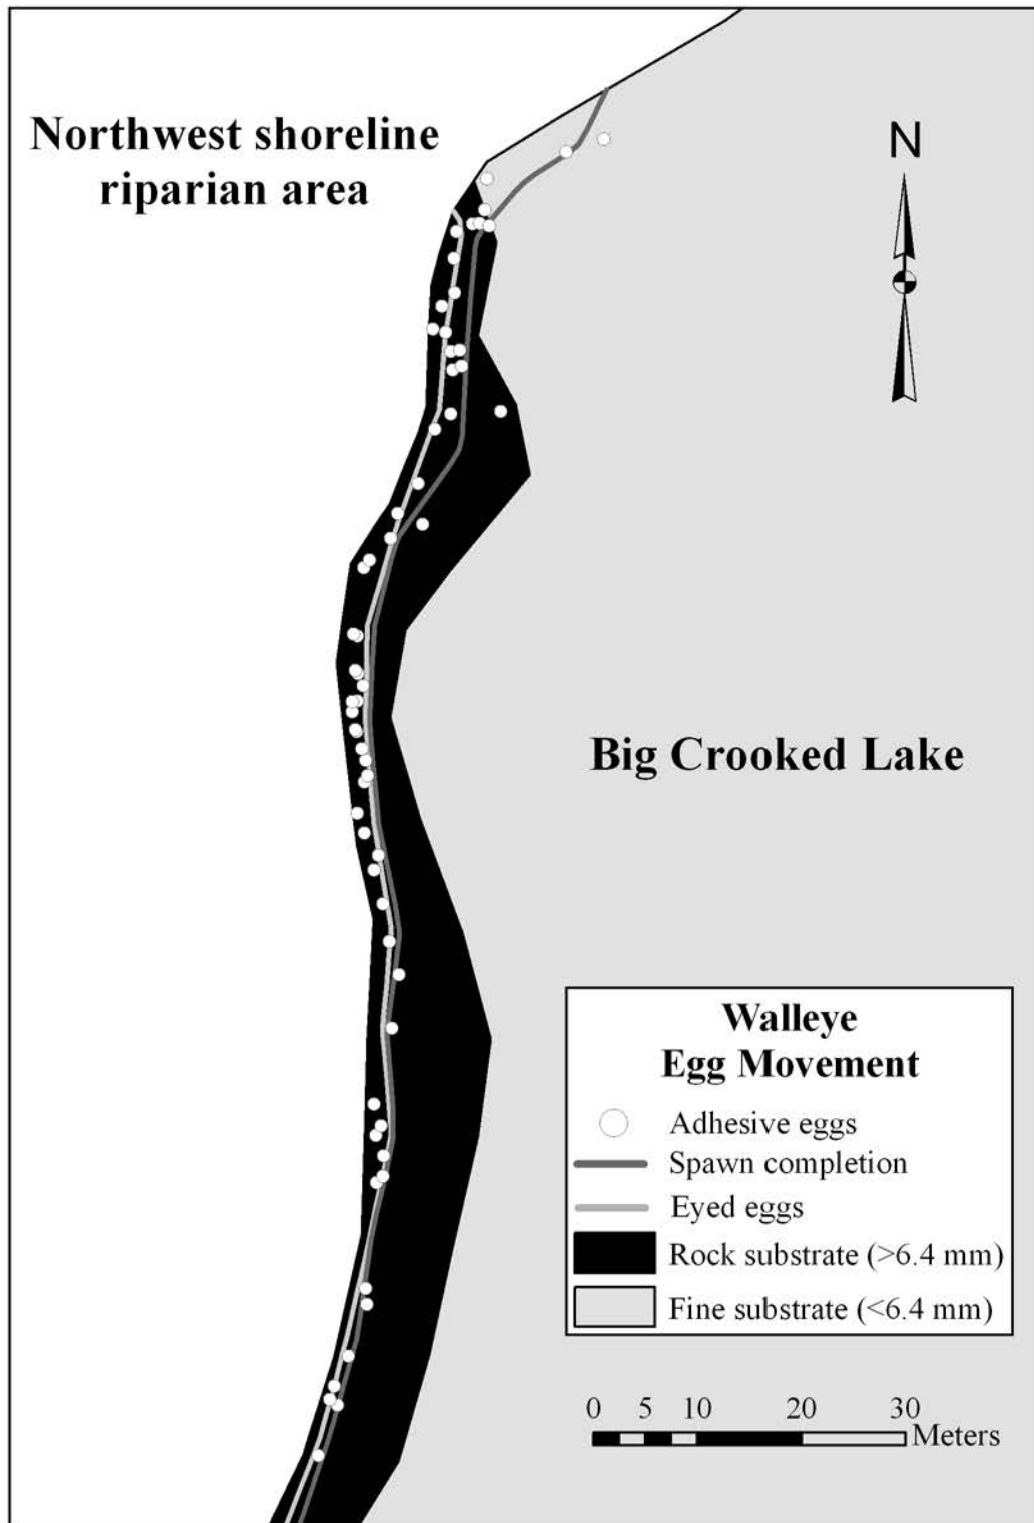 Northwest shoreline
riparian area
N
Big Crooked Lake
Walleye
Egg Movement
Adhesive eggs
Spawn completion
Eyed eggs
Rock substrate (>6.4 mm)
Fine substrate (<6.4 mm)
0 5 10 20 30
Meters